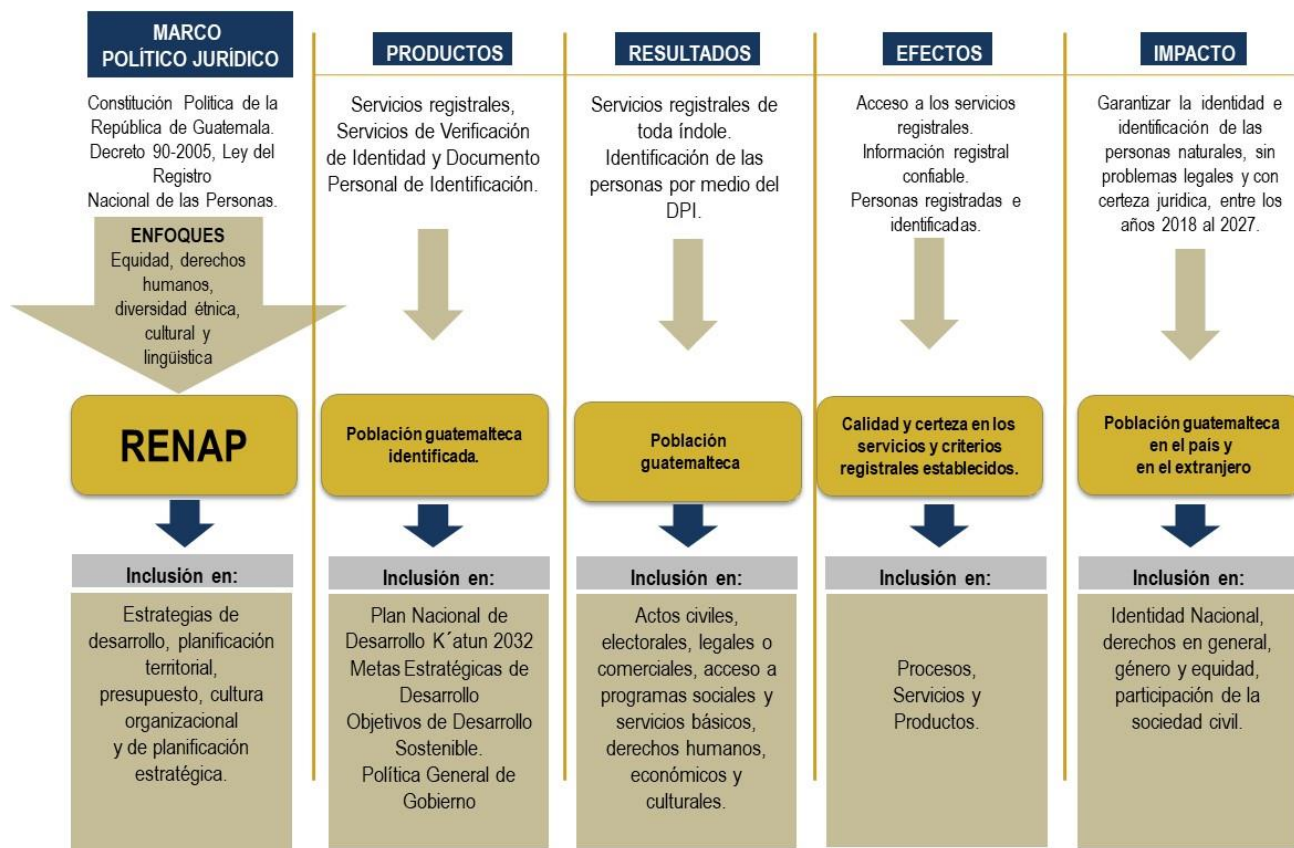 MARCO
POLÍTICO JURÍDICO
Constitución Politica de la
República de Guatemala.
Decreto 90-2005, Ley del
Registro
Nacional de las Personas.
ENFOQUES
Equidad, derechos
humanos,
diversidad étnica,
cultural y
lingüistica
RENAP
Inclusión en:
Estrategias de
desarrollo, planificación
territorial,
presupuesto, cultura
organizacional
y de planificación
estratégica.
PRODUCTOS
Servicios registrales,
Servicios de Verificación
de Identidad y Documento
Personal de Identificación.
Población guatemalteca
identificada.
Inclusión en:
Plan Nacional de
Desarrollo K´atun 2032
Metas Estratégicas de
Desarrollo
Objetivos de Desarrollo
Sostenible.
Política General de
Gobierno
RESULTADOS
Servicios registrales de
toda índole.
Identificación de las
personas por medio del
DPI.
Población
guatemalteca
Inclusión en:
Actos civiles,
electorales, legales o
comerciales, acceso a
programas sociales y
servicios básicos,
derechos humanos,
económicos y
culturales.
EFECTOS
Acceso a los servicios
registrales.
Información registral
confiable.
Personas registradas e
identificadas.
Calidad y certeza en los
servicios y criterios
registrales establecidos.
Inclusión en:
Procesos,
Servicios y
Productos.
IMPACTO
Garantizar la identidad e
identificación de las
personas naturales, sin
problemas legales y con
certeza jurídica, entre los
años 2018 al 2027.
Población guatemalteca
en el país y
en el extranjero
Inclusión en:
Identidad Nacional,
derechos en general,
género y equidad,
participación de la
sociedad civil.